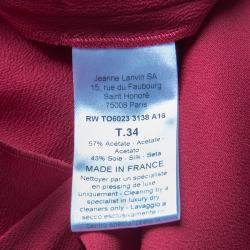 Jeanne Lanvin SA
15, rue du Faubourg
Saint Honoré
75008 Paris
RW TO6023 3138 A16
T.34
57% Acétate - Acetate -
Acetato
43% Soie - Silk - Seta
MADE IN FRANCE
Nettoyer par un spécialiste
en pressing de luxe
uniquement - Cleaning by a
specialist in luxury dry
cleaners only - Lavaggio a
secco esclusivamente in